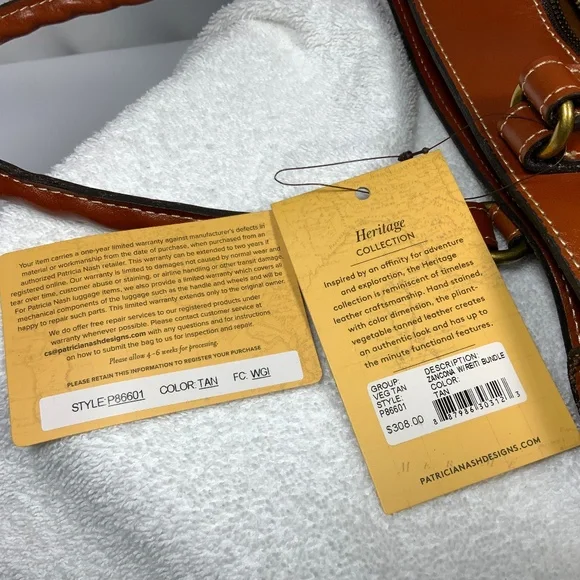 Your item carries a one-year limited warranty against manufacturer's defects in
material or workmanship from the date of purchase, when purchased from an
authorized Patricia Nash retailer. This warranty can be extended to two years if
registered online. Our warranty is limited to damages not caused by normal wear and
tear over time, customer abuse or staining, or airline handling or other transit damage.
For Patricia Nash luggage items, we also provide a limited warranty which covers all
mechanical components of the luggage such as the handle and wheels and will be
happy to repair such parts. This limited warranty extends only to the original owner.
We do offer free repair services to our registered products under
warranty whenever possible. Please contact customer service at
cs@patricianashdesigns.com with any questions and for instructions
on how to submit the bag to us for inspection and repair.
Please allow 4-6 weeks for processing.
PLEASE RETAIN THIS INFORMATION TO REGISTER YOUR PURCHASE
STYLE: P86601 COLOR: TAN FC: WGI
Heritage
COLLECTION
Inspired by an affinity for adventure
and exploration, the Heritage
collection is reminiscent of timeless
leather craftsmanship. Hand stained,
with color dimension, the pliant-
vegetable tanned leather creates
an authentic look and has up to
the minute functional features.
GROUP:
VEG TAN
STYLE:
P86601
$308.00
DESCRIPTION:
ZANCONA W/REITI BUNDLE
COLOR:
TAN
PATRICIANASHDESIGNS.COM